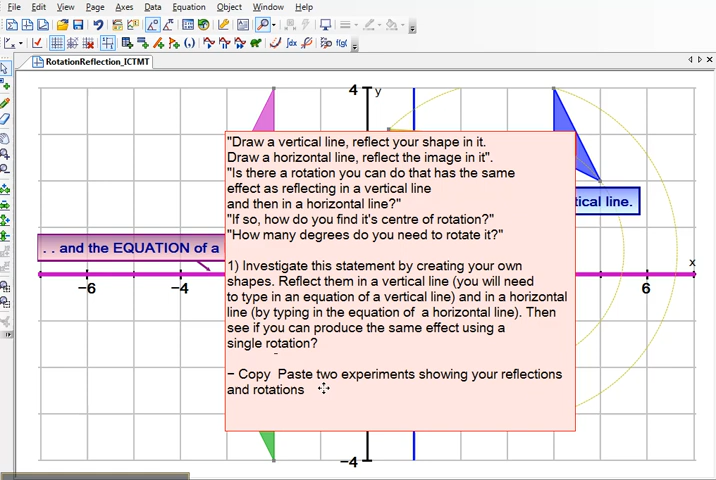 File Edit View Page Axes Data Equation Object Window Help
RotationReflection_ICTMT
4 y
"Draw a vertical line, reflect your shape in it.
Draw a horizontal line, reflect the image in it".
"Is there a rotation you can do that has the same
effect as reflecting in a vertical line
and then in a horizontal line?"
"If so, how do you find it's centre of rotation?"
"How many degrees do you need to rotate it?"
tical line.
. . and the EQUATION of a
x
1) Investigate this statement by creating your own
shapes. Reflect them in a vertical line (you will need
to type in an equation of a vertical line) and in a horizontal
line (by typing in the equation of a horizontal line). Then
see if you can produce the same effect using a
single rotation?
−6 −4 6
− Copy Paste two experiments showing your reflections
and rotations
−4